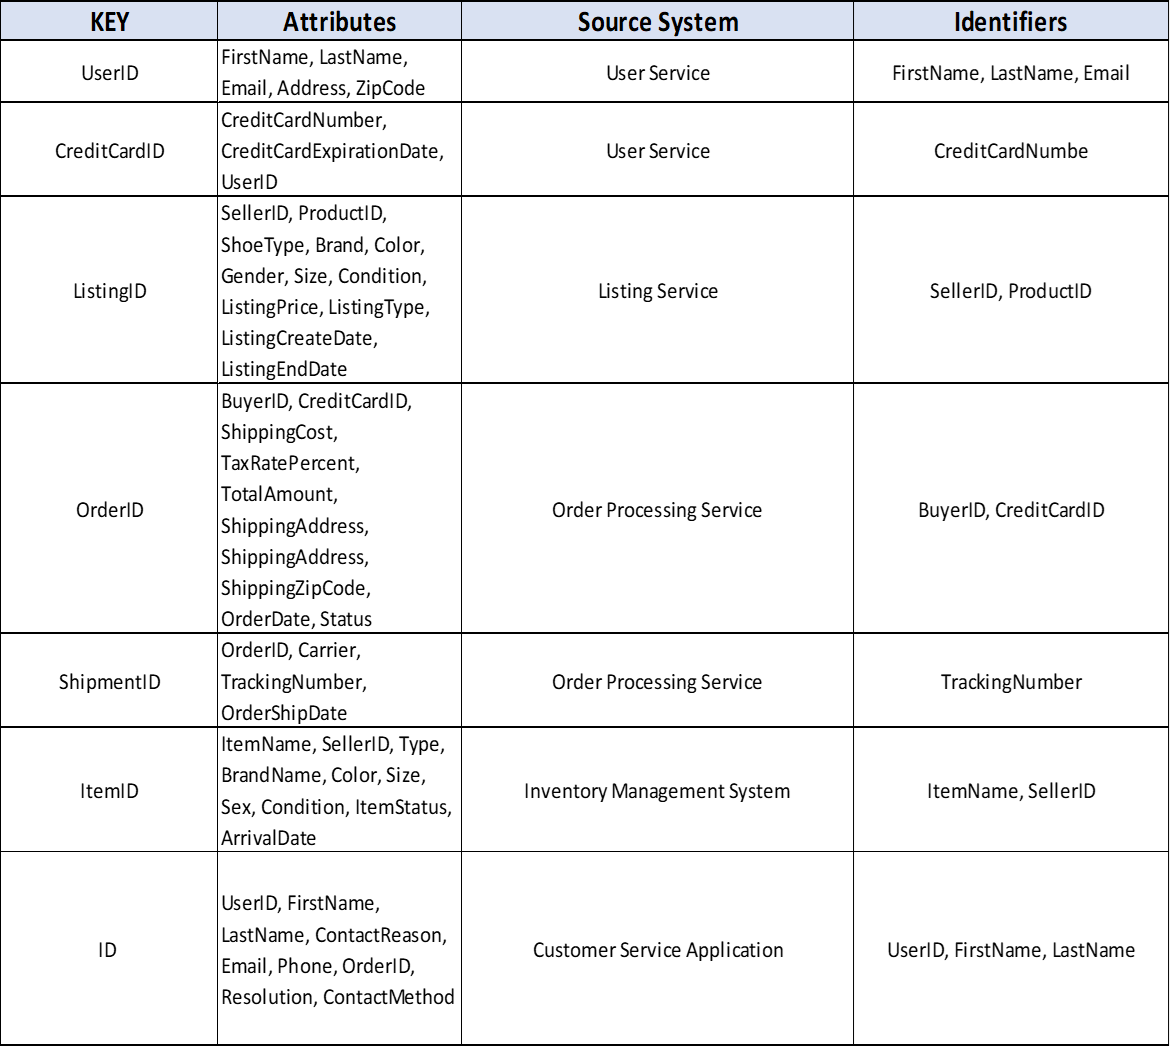 KEY Attributes Source System Identifiers
UserID
FirstName, LastName,
Email, Address, ZipCode
User Service
FirstName, LastName, Email
CreditCardID
CreditCardNumber,
CreditCardExpirationDate,
UserID
User Service
CreditCardNumbe
ListingID
SellerID, ProductID,
ShoeType, Brand, Color,
Gender, Size, Condition,
ListingPrice, ListingType,
ListingCreateDate,
ListingEndDate
Listing Service
SellerID, ProductID
OrderID
BuyerID, CreditCardID,
ShippingCost,
TaxRatePercent,
TotalAmount,
ShippingAddress,
ShippingAddress,
ShippingZipCode,
OrderDate, Status
Order Processing Service
BuyerID, CreditCardID
ShipmentID
OrderID, Carrier,
TrackingNumber,
OrderShipDate
Order Processing Service
TrackingNumber
ItemID
ItemName, SellerID, Type,
BrandName, Color, Size,
Sex, Condition, ItemStatus,
ArrivalDate
Inventory Management System
ItemName, SellerID
ID
UserID, FirstName,
LastName, ContactReason,
Email, Phone, OrderID,
Resolution, ContactMethod
Customer Service Application
UserID, FirstName, LastName